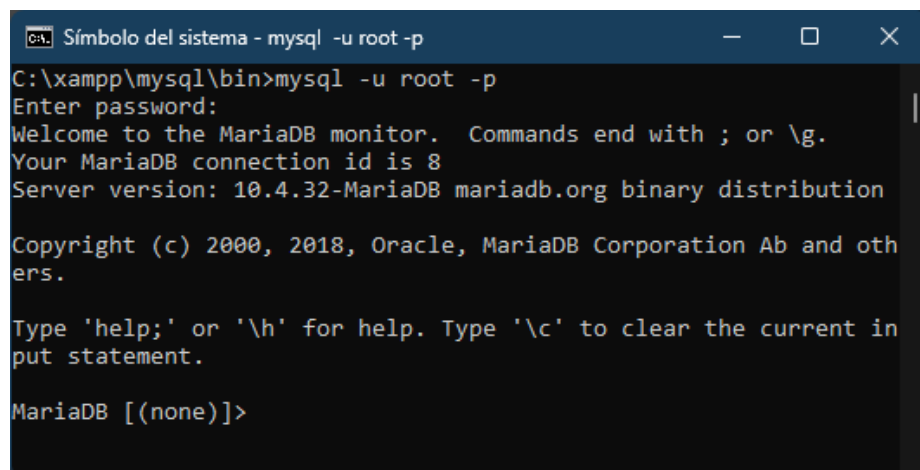 Símbolo del sistema - mysql -u root -p
C:\xampp\mysql\bin>mysql -u root -p
Enter password:
Welcome to the MariaDB monitor.  Commands end with ; or \g.
Your MariaDB connection id is 8
Server version: 10.4.32-MariaDB mariadb.org binary distribution
Copyright (c) 2000, 2018, Oracle, MariaDB Corporation Ab and oth
ers.
Type 'help;' or '\h' for help. Type '\c' to clear the current in
put statement.
MariaDB [(none)]>